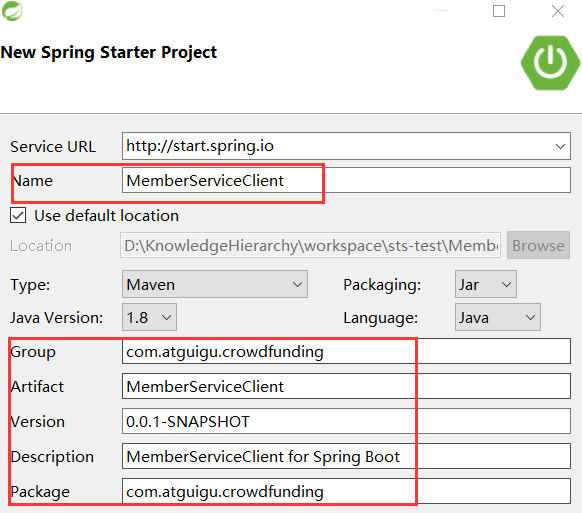 New Spring Starter Project
Service URL http://start.spring.io
Name MemberServiceClient
Use default location
Location D:\KnowledgeHierarchy\workspace\sts-test\Membe Browse
Type: Maven Packaging: Jar
Java Version: 1.8 Language: Java
Group com.atguigu.crowdfunding
Artifact MemberServiceClient
Version 0.0.1-SNAPSHOT
Description MemberServiceClient for Spring Boot
Package com.atguigu.crowdfunding